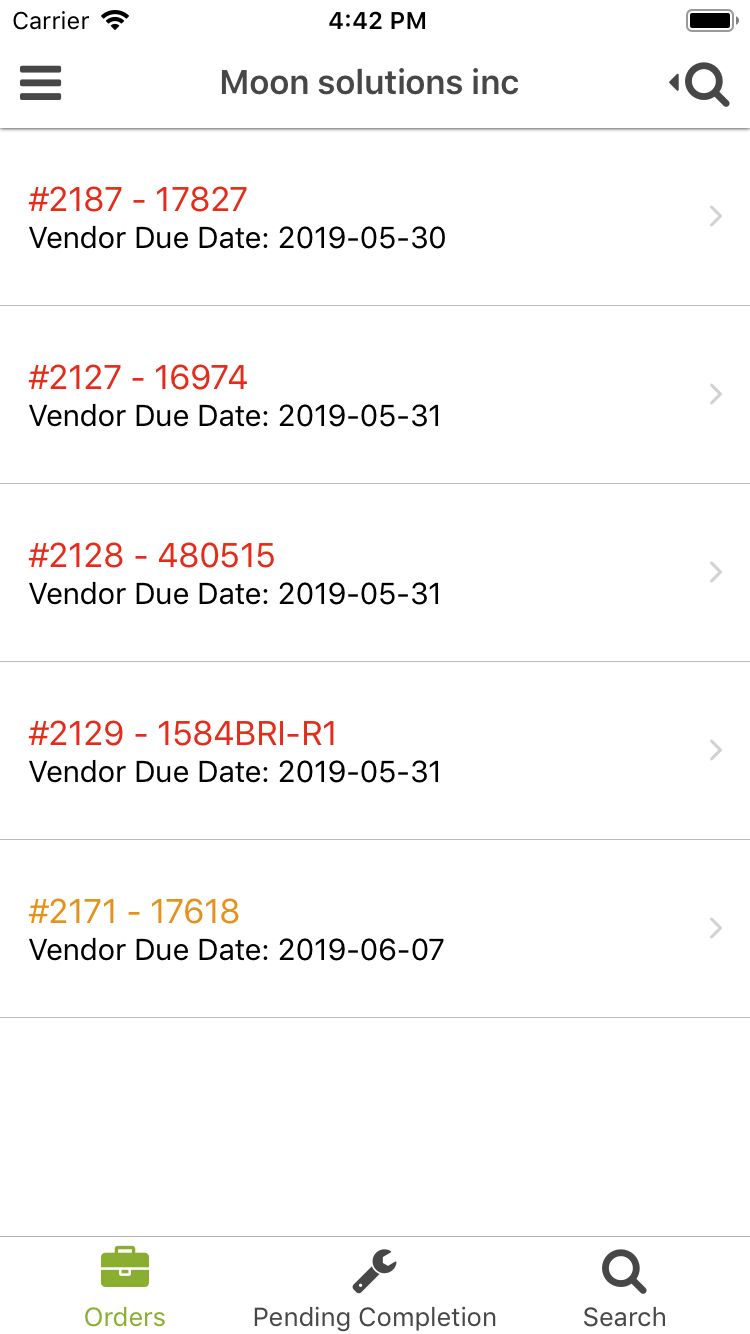 Carrier 4:42 PM
Moon solutions inc
#2187 - 17827
Vendor Due Date: 2019-05-30
#2127 - 16974
Vendor Due Date: 2019-05-31
#2128 - 480515
Vendor Due Date: 2019-05-31
#2129 - 1584BRI-R1
Vendor Due Date: 2019-05-31
#2171 - 17618
Vendor Due Date: 2019-06-07
Orders Pending Completion Search